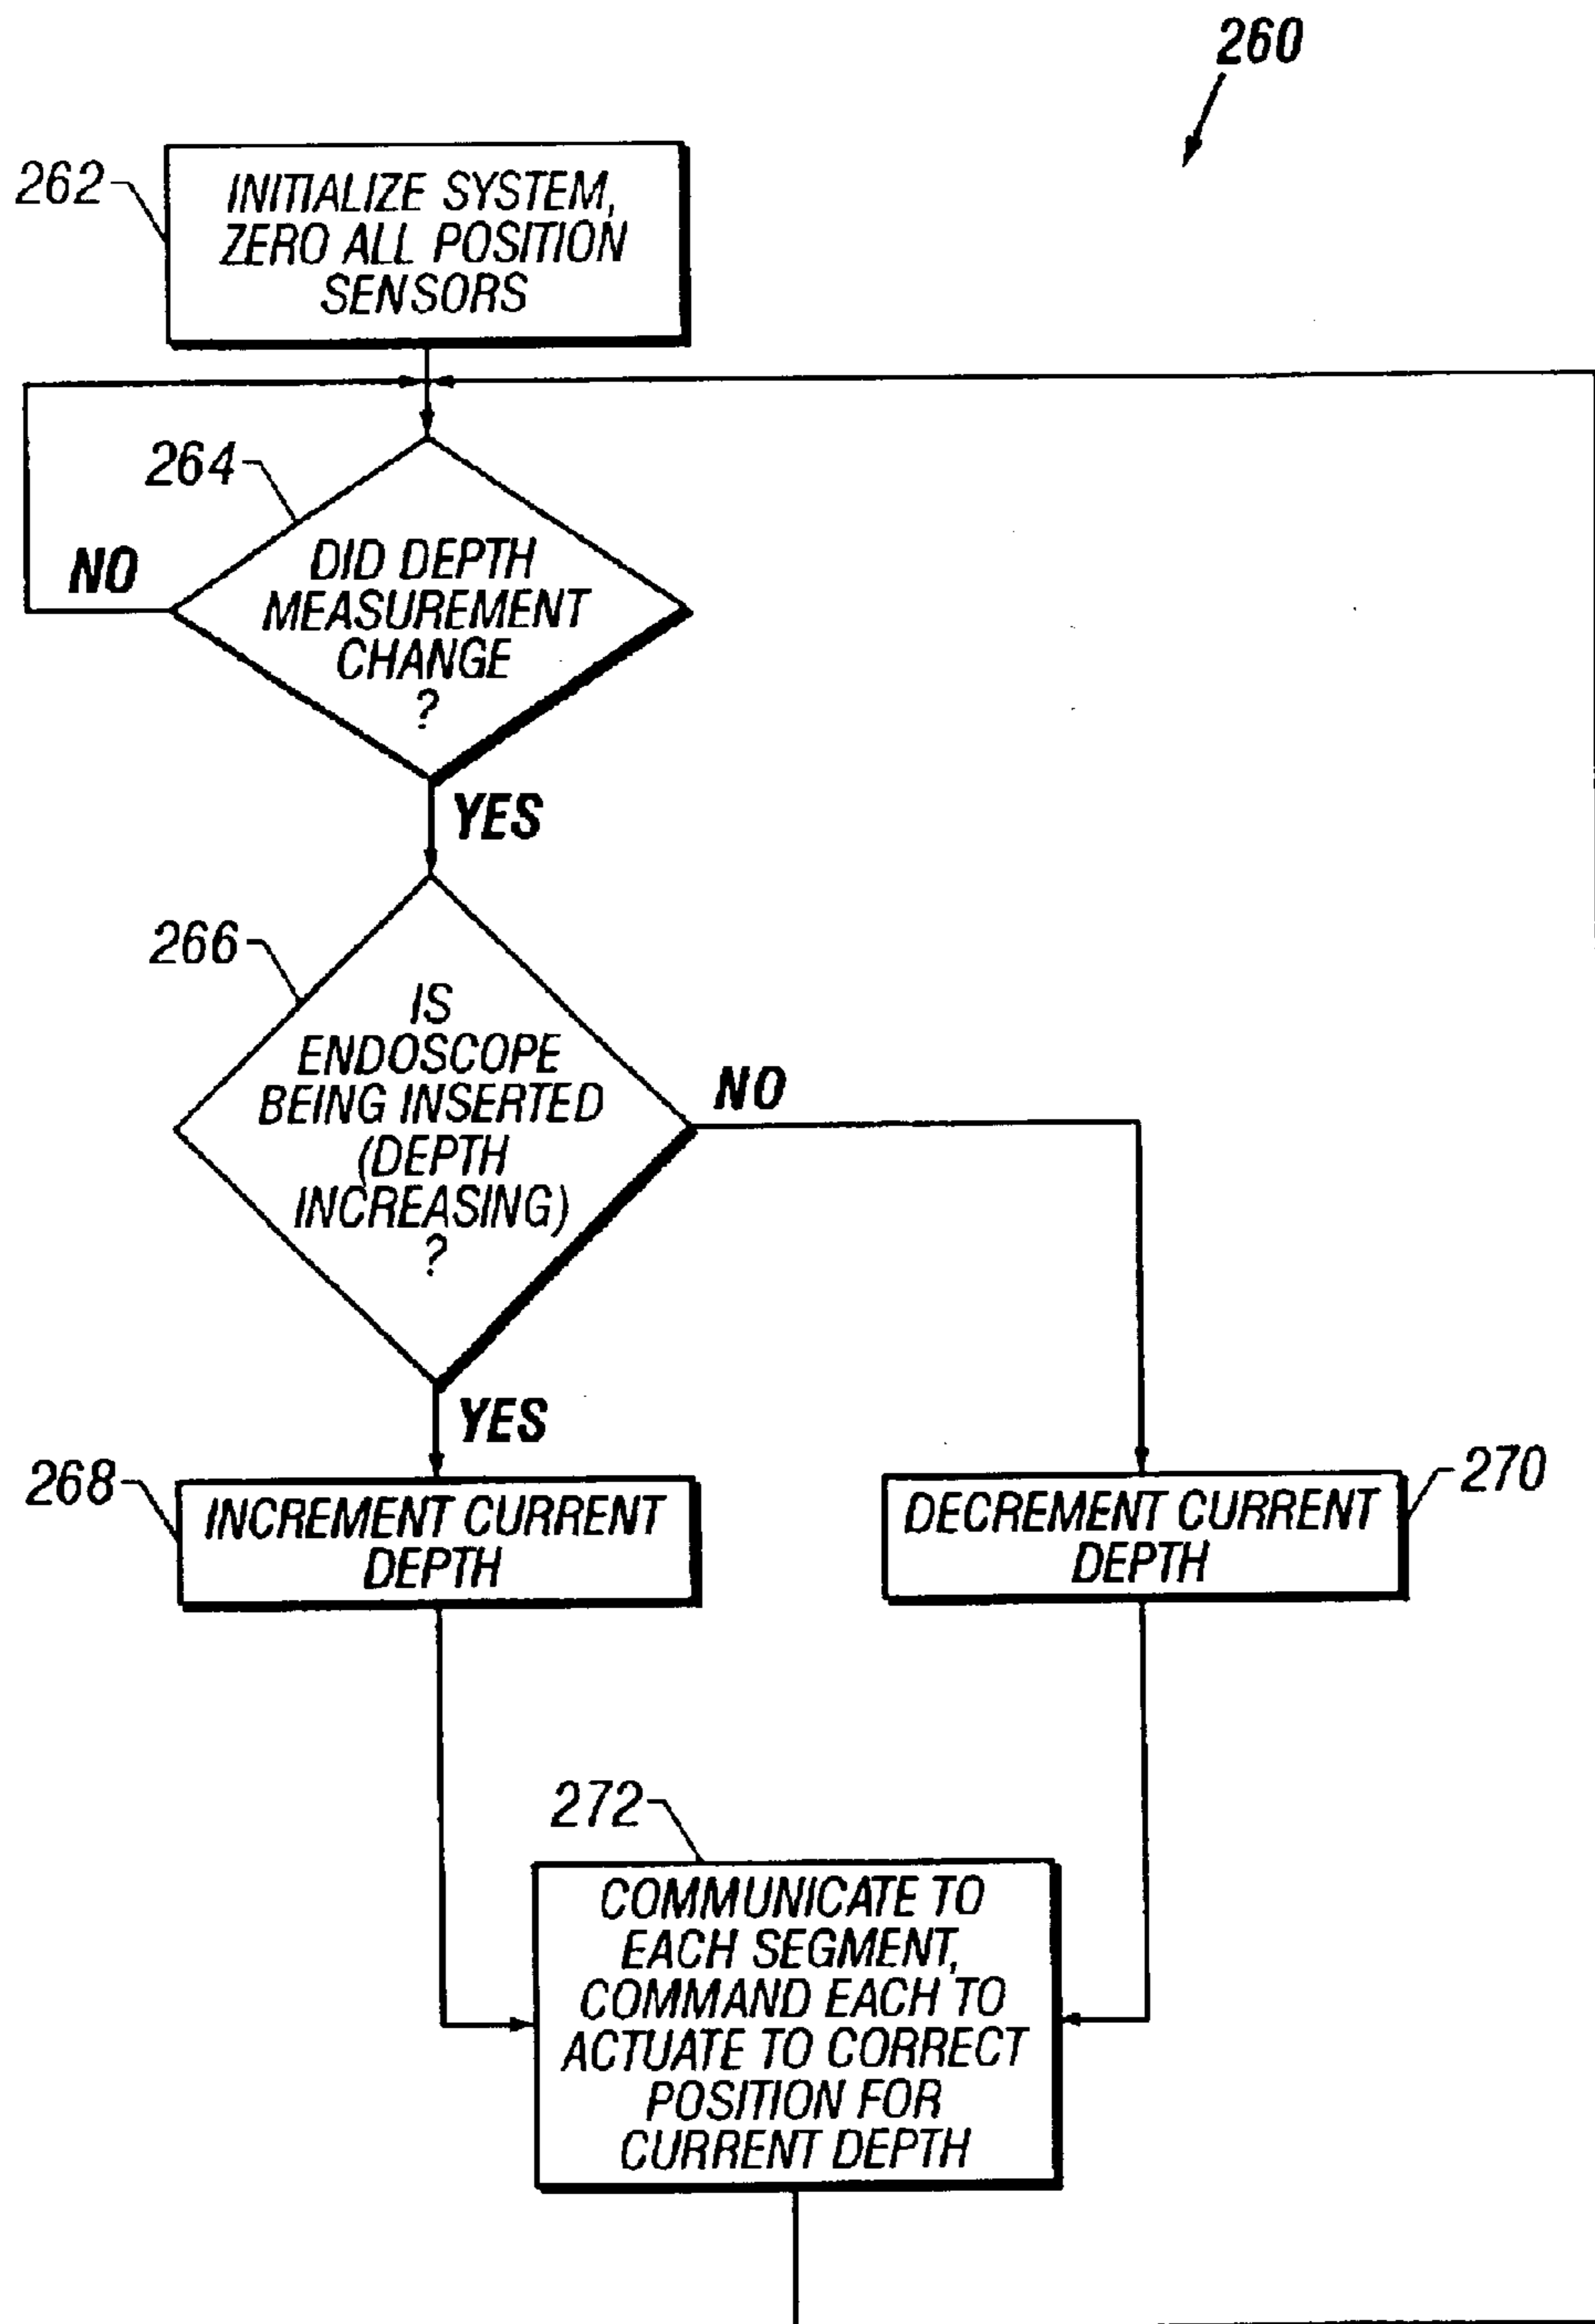 260
262
INITIALIZE SYSTEM,
ZERO ALL POSITION
SENSORS
264
NO
DID DEPTH
MEASUREMENT
CHANGE
?
YES
266
IS
ENDOSCOPE
BEING INSERTED
(DEPTH
INCREASING)
?
NO
YES
268
INCREMENT CURRENT
DEPTH
DECREMENT CURRENT
DEPTH
270
272
COMMUNICATE TO
EACH SEGMENT,
COMMAND EACH TO
ACTUATE TO CORRECT
POSITION FOR
CURRENT DEPTH